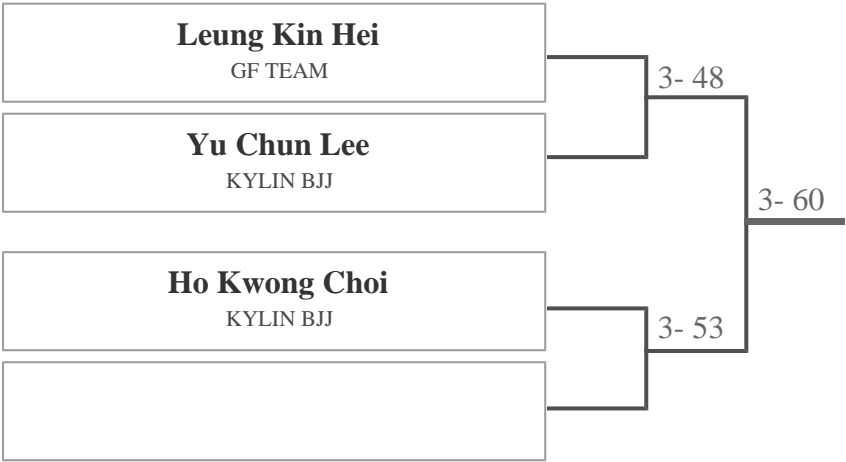 Leung Kin Hei
GF TEAM
3- 48
Yu Chun Lee
KYLIN BJJ
3- 60
Ho Kwong Choi
KYLIN BJJ
3- 53